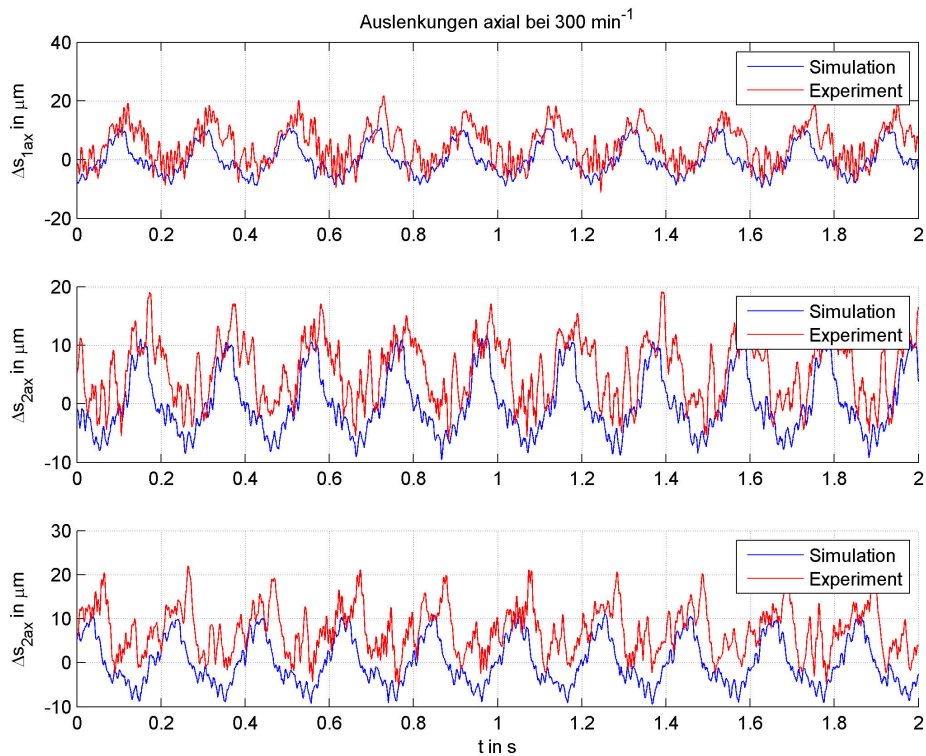 Auslenkungen axial bei 300 min⁻¹
40
20
0
-20
Δs₁ₐₓ in μm
Simulation
Experiment
0 0.2 0.4 0.6 0.8 1 1.2 1.4 1.6 1.8 2
20
10
0
-10
Δs₂ₐₓ in μm
Simulation
Experiment
0 0.2 0.4 0.6 0.8 1 1.2 1.4 1.6 1.8 2
30
20
10
0
-10
Δs₂ₐₓ in μm
Simulation
Experiment
0 0.2 0.4 0.6 0.8 1 1.2 1.4 1.6 1.8 2
t in s